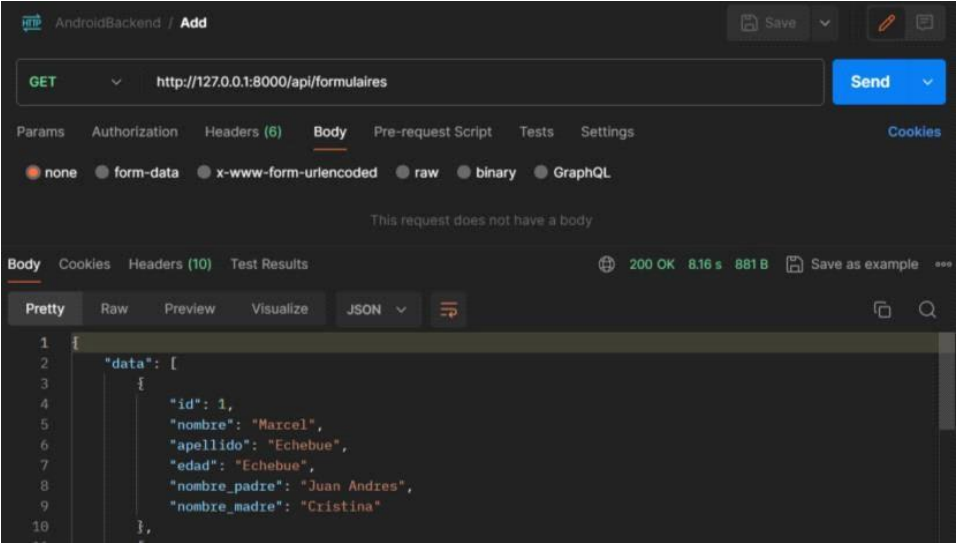 HTTP AndroidBackend / Add Save
GET http://127.0.0.1:8000/api/formulaires Send
Params Authorization Headers (6) Body Pre-request Script Tests Settings Cookies
none form-data x-www-form-urlencoded raw binary GraphQL
This request does not have a body
Body Cookies Headers (10) Test Results 200 OK 8.16 s 881 B Save as example
Pretty Raw Preview Visualize JSON
1 {
2 "data": [
3 {
4 "id": 1,
5 "nombre": "Marcel",
6 "apellido": "Echebue",
7 "edad": "Echebue",
8 "nombre_padre": "Juan Andres",
9 "nombre_madre": "Cristina"
10 },